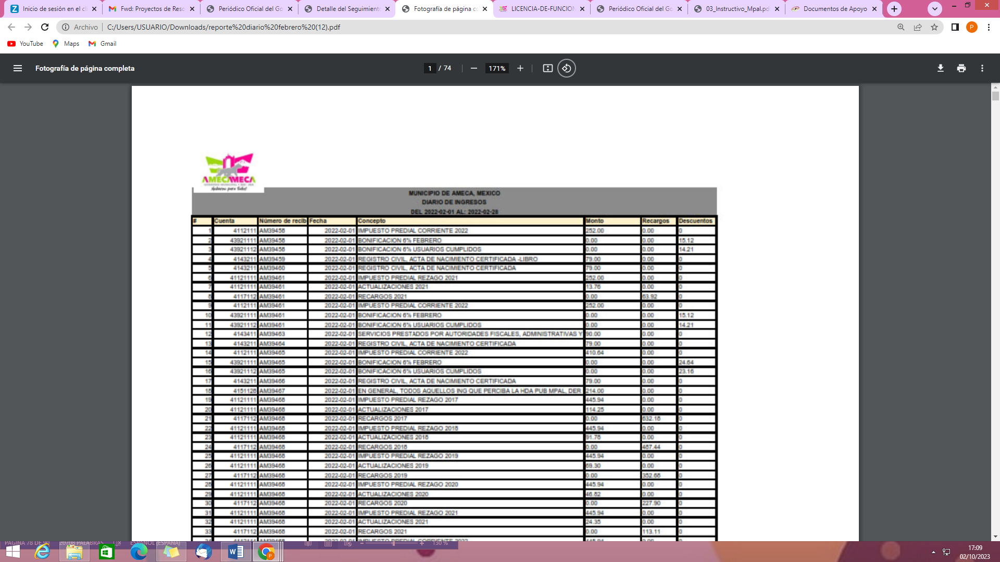 Inicio de sesión en el cl
Fwd: Proyectos de Reso
Periódico Oficial del Go
Detalle del Seguimiento
Fotografía de página co
LICENCIA-DE-FUNCION
Periódico Oficial del Go
03_Instructivo_Mpal.pd
Documentos de Apoyo
Archivo C:/Users/USUARIO/Downloads/reporte%20diario%20febrero%20(12).pdf
P
YouTube Maps Gmail
Fotografía de página completa 1 / 74 171%
AMECAMECA
MUNICIPIO DE AMECA, MEXICO
DIARIO DE INGRESOS
DEL 2022-02-01 AL: 2022-02-28
# Cuenta Número de recib Fecha Concepto Monto Recargos Descuentos
1 4112111 AM39458 2022-02-01 IMPUESTO PREDIAL CORRIENTE 2022 252.00 0.00 0
2 43921111 AM39458 2022-02-01 BONIFICACION 6% FEBRERO 0.00 0.00 15.12
3 43921112 AM39458 2022-02-01 BONIFICACION 6% USUARIOS CUMPLIDOS 0.00 0.00 14.21
4 4143211 AM39459 2022-02-01 REGISTRO CIVIL, ACTA DE NACIMIENTO CERTIFICADA -LIBRO 79.00 0.00 0
5 4143211 AM39460 2022-02-01 REGISTRO CIVIL, ACTA DE NACIMIENTO CERTIFICADA 79.00 0.00 0
6 41121111 AM39461 2022-02-01 IMPUESTO PREDIAL REZAGO 2021 252.00 0.00 0
7 41121111 AM39461 2022-02-01 ACTUALIZACIONES 2021 13.76 0.00 0
8 4117112 AM39461 2022-02-01 RECARGOS 2021 0.00 63.92 0
9 4112111 AM39461 2022-02-01 IMPUESTO PREDIAL CORRIENTE 2022 252.00 0.00 0
10 43921111 AM39461 2022-02-01 BONIFICACION 6% FEBRERO 0.00 0.00 15.12
11 43921112 AM39461 2022-02-01 BONIFICACION 6% USUARIOS CUMPLIDOS 0.00 0.00 14.21
12 4143411 AM39463 2022-02-01 SERVICIOS PRESTADOS POR AUTORIDADES FISCALES, ADMINISTRATIVAS Y 90.00 0.00 0
13 4143211 AM39464 2022-02-01 REGISTRO CIVIL, ACTA DE NACIMIENTO CERTIFICADA 79.00 0.00 0
14 4112111 AM39465 2022-02-01 IMPUESTO PREDIAL CORRIENTE 2022 410.64 0.00 0
15 43921111 AM39465 2022-02-01 BONIFICACION 6% FEBRERO 0.00 0.00 24.64
16 43921112 AM39465 2022-02-01 BONIFICACION 6% USUARIOS CUMPLIDOS 0.00 0.00 23.16
17 4143211 AM39466 2022-02-01 REGISTRO CIVIL, ACTA DE NACIMIENTO CERTIFICADA 79.00 0.00 0
18 4151128 AM39467 2022-02-01 EN GENERAL, TODOS AQUELLOS ING QUE PERCIBA LA HDA PUB MPAL, DER 214.00 0.00 0
19 41121111 AM39468 2022-02-01 IMPUESTO PREDIAL REZAGO 2017 445.94 0.00 0
20 41121111 AM39468 2022-02-01 ACTUALIZACIONES 2017 114.25 0.00 0
21 4117112 AM39468 2022-02-01 RECARGOS 2017 0.00 632.18 0
22 41121111 AM39468 2022-02-01 IMPUESTO PREDIAL REZAGO 2018 445.94 0.00 0
23 41121111 AM39468 2022-02-01 ACTUALIZACIONES 2018 91.78 0.00 0
24 4117112 AM39468 2022-02-01 RECARGOS 2018 0.00 487.44 0
25 41121111 AM39468 2022-02-01 IMPUESTO PREDIAL REZAGO 2019 445.94 0.00 0
26 41121111 AM39468 2022-02-01 ACTUALIZACIONES 2019 69.30 0.00 0
27 4117112 AM39468 2022-02-01 RECARGOS 2019 0.00 352.68 0
28 41121111 AM39468 2022-02-01 IMPUESTO PREDIAL REZAGO 2020 445.94 0.00 0
29 41121111 AM39468 2022-02-01 ACTUALIZACIONES 2020 46.82 0.00 0
30 4117112 AM39468 2022-02-01 RECARGOS 2020 0.00 227.90 0
31 41121111 AM39468 2022-02-01 IMPUESTO PREDIAL REZAGO 2021 445.94 0.00 0
32 41121111 AM39468 2022-02-01 ACTUALIZACIONES 2021 24.35 0.00 0
33 4117112 AM39468 2022-02-01 RECARGOS 2021 0.00 113.11 0
PÁGINA 78 DE 90 20708 PALABRAS ESPAÑOL (ESPAÑA) 130 %
17:09
02/10/2023